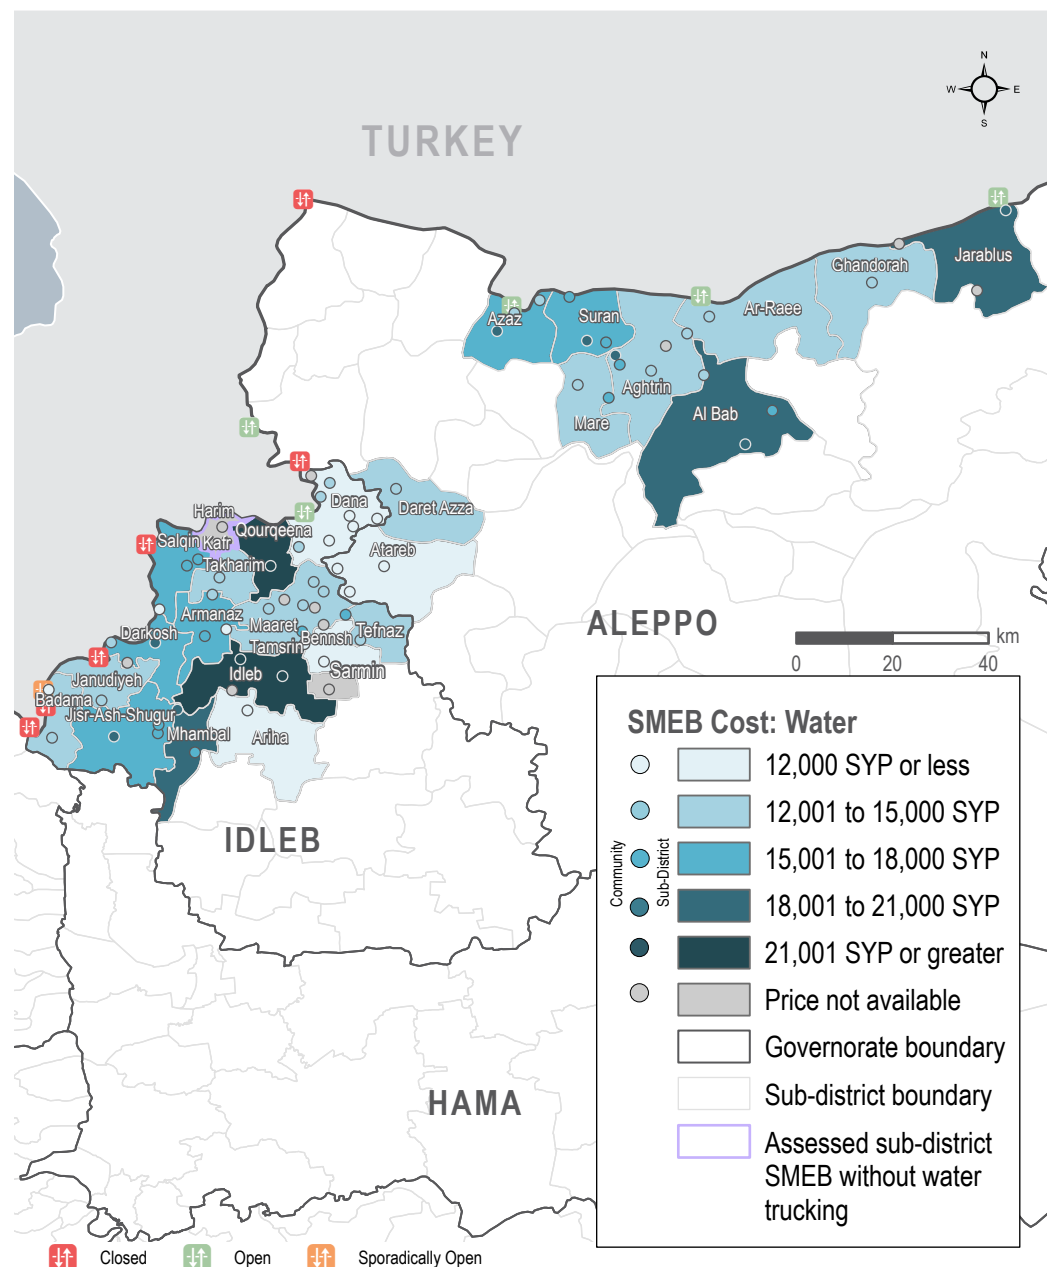 N
W E
S
TURKEY
Jarablus
Ghandorah
Ar-Raee
Azaz
Suran
Aghtrin
Mare
Al Bab
Dana
Daret Azza
Harim
Qourqeena
Salqin
Kafr
Takharim
Atareb
Armanaz
Maaret
Tamsrin
Bennsh
Tefnaz
ALEPPO
Darkosh
Janudiyeh
Idleb
Sarmin
Badama
Jisr-Ash-Shugur
Mhambal
Ariha
km
0 20 40
IDLEB
HAMA
SMEB Cost: Water
Community
Sub-District
12,000 SYP or less
12,001 to 15,000 SYP
15,001 to 18,000 SYP
18,001 to 21,000 SYP
21,001 SYP or greater
Price not available
Governorate boundary
Sub-district boundary
Assessed sub-district
SMEB without water
trucking
Closed Open Sporadically Open